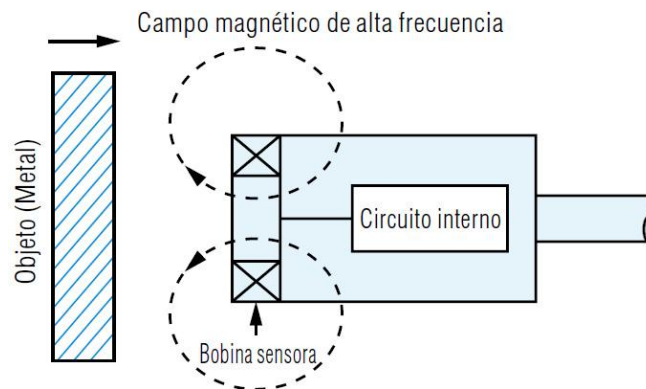 Campo magnético de alta frecuencia
Objeto (Metal)
Circuito interno
Bobina sensora